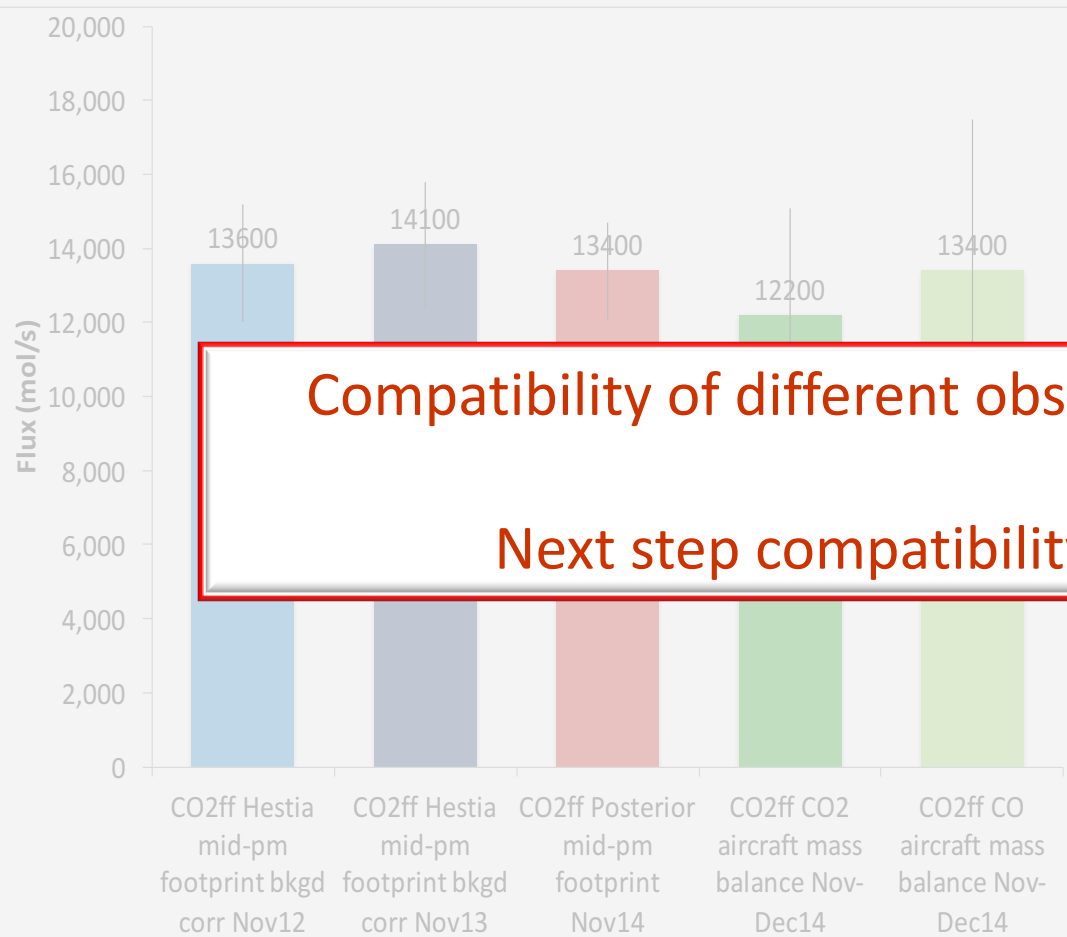 20,000
18,000
16,000
14,000
12,000
10,000
8,000
6,000
4,000
2,000
0
Flux (mol/s)
13600
14100
13400
12200
13400
Compatibility of different obs
Next step compatibility
CO2ff Hestia
mid-pm
footprint bkgd
corr Nov12
CO2ff Hestia
mid-pm
footprint bkgd
corr Nov13
CO2ff Posterior
mid-pm
footprint
Nov14
CO2ff CO2
aircraft mass
balance Nov-
Dec14
CO2ff CO
aircraft mass
balance Nov-
Dec14